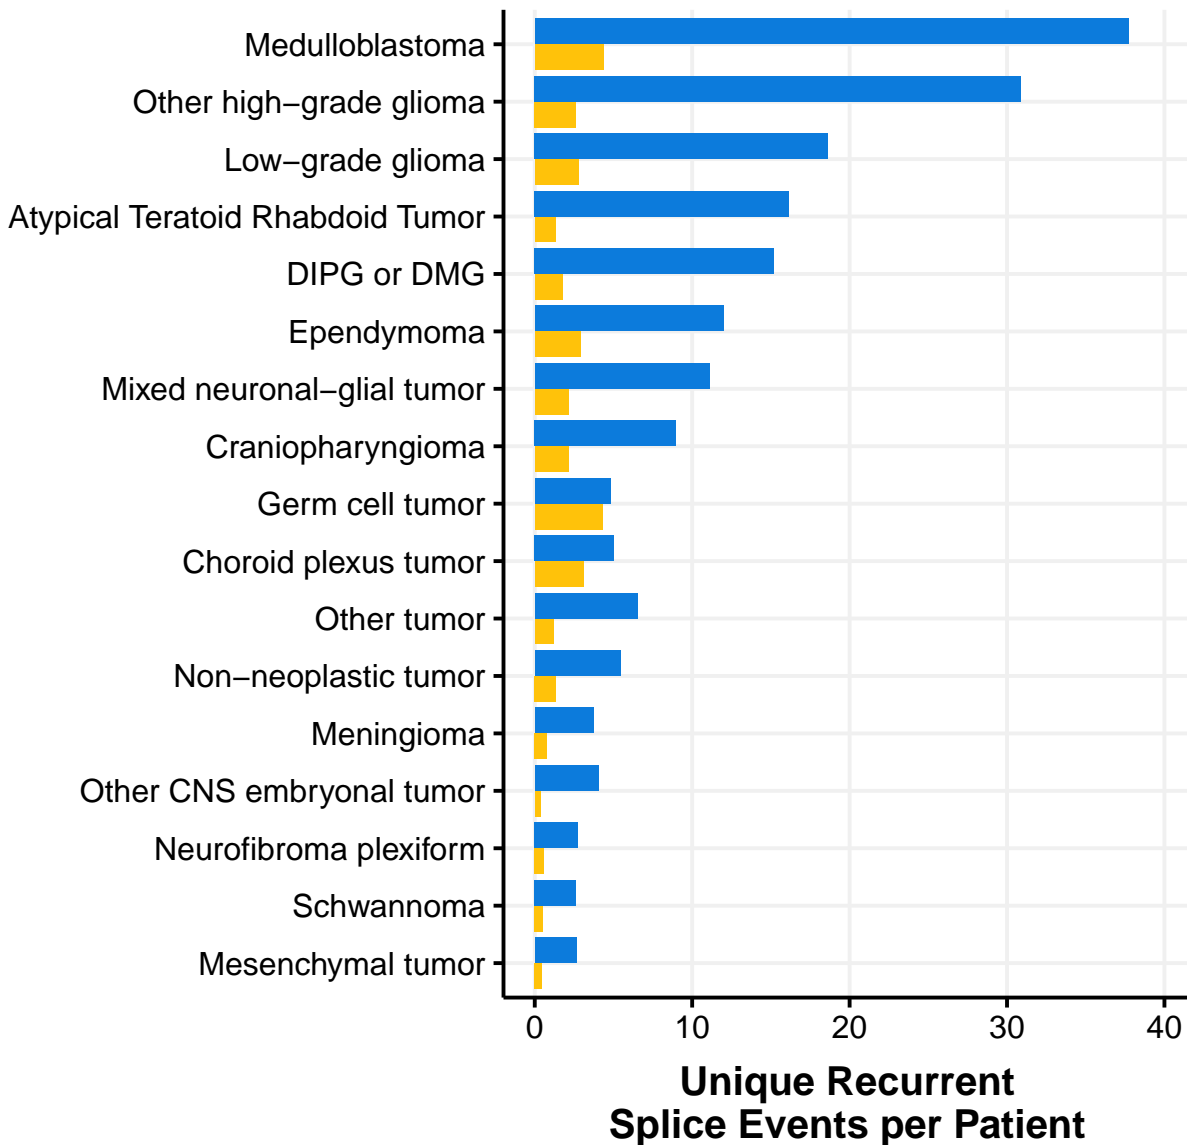 Medulloblastoma
Other high−grade glioma
Low−grade glioma
Atypical Teratoid Rhabdoid Tumor
DIPG or DMG
Ependymoma
Mixed neuronal−glial tumor
Craniopharyngioma
Germ cell tumor
Choroid plexus tumor
Other tumor
Non−neoplastic tumor
Meningioma
Other CNS embryonal tumor
Neurofibroma plexiform
Schwannoma
Mesenchymal tumor
0 10 20 30 40
Unique Recurrent
Splice Events per Patient